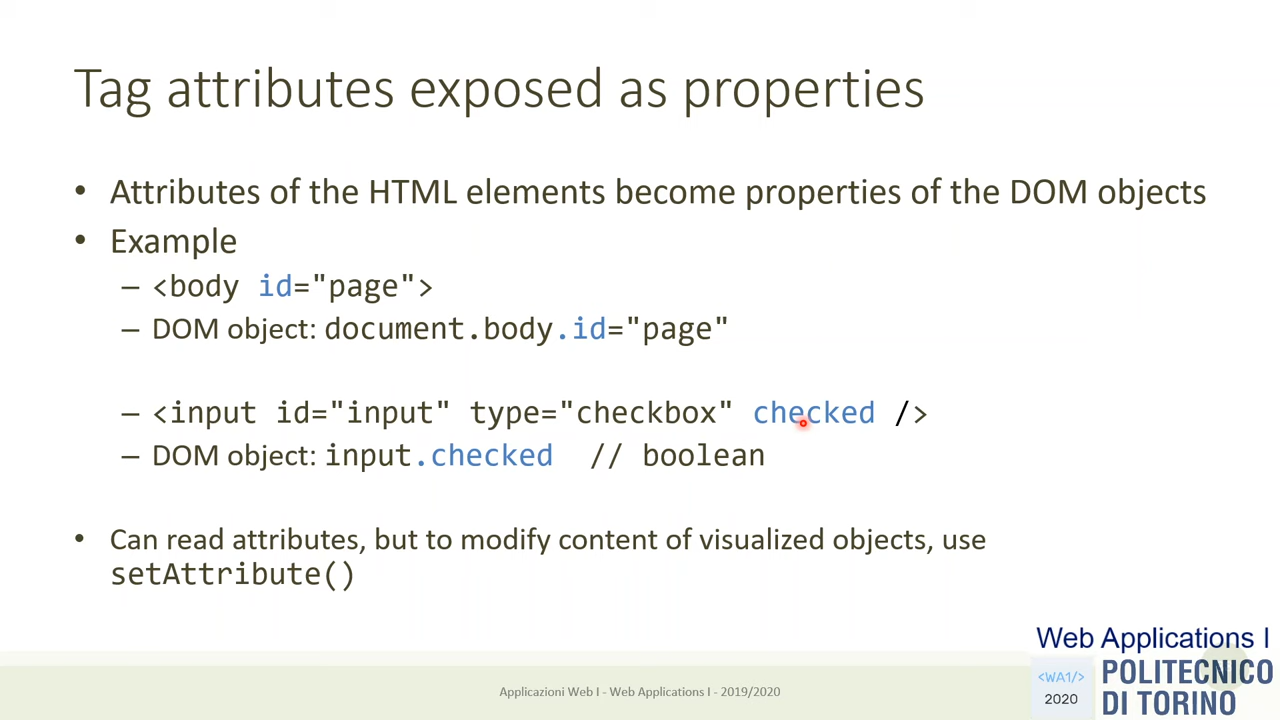 Tag attributes exposed as properties
• Attributes of the HTML elements become properties of the DOM objects
• Example
– <body id="page">
– DOM object: document.body.id="page"
– <input id="input" type="checkbox" checked />
– DOM object: input.checked // boolean
• Can read attributes, but to modify content of visualized objects, use
setAttribute()
Applicazioni Web I - Web Applications I - 2019/2020
Web Applications I
<WA1/>
2020
POLITECNICO
DI TORINO